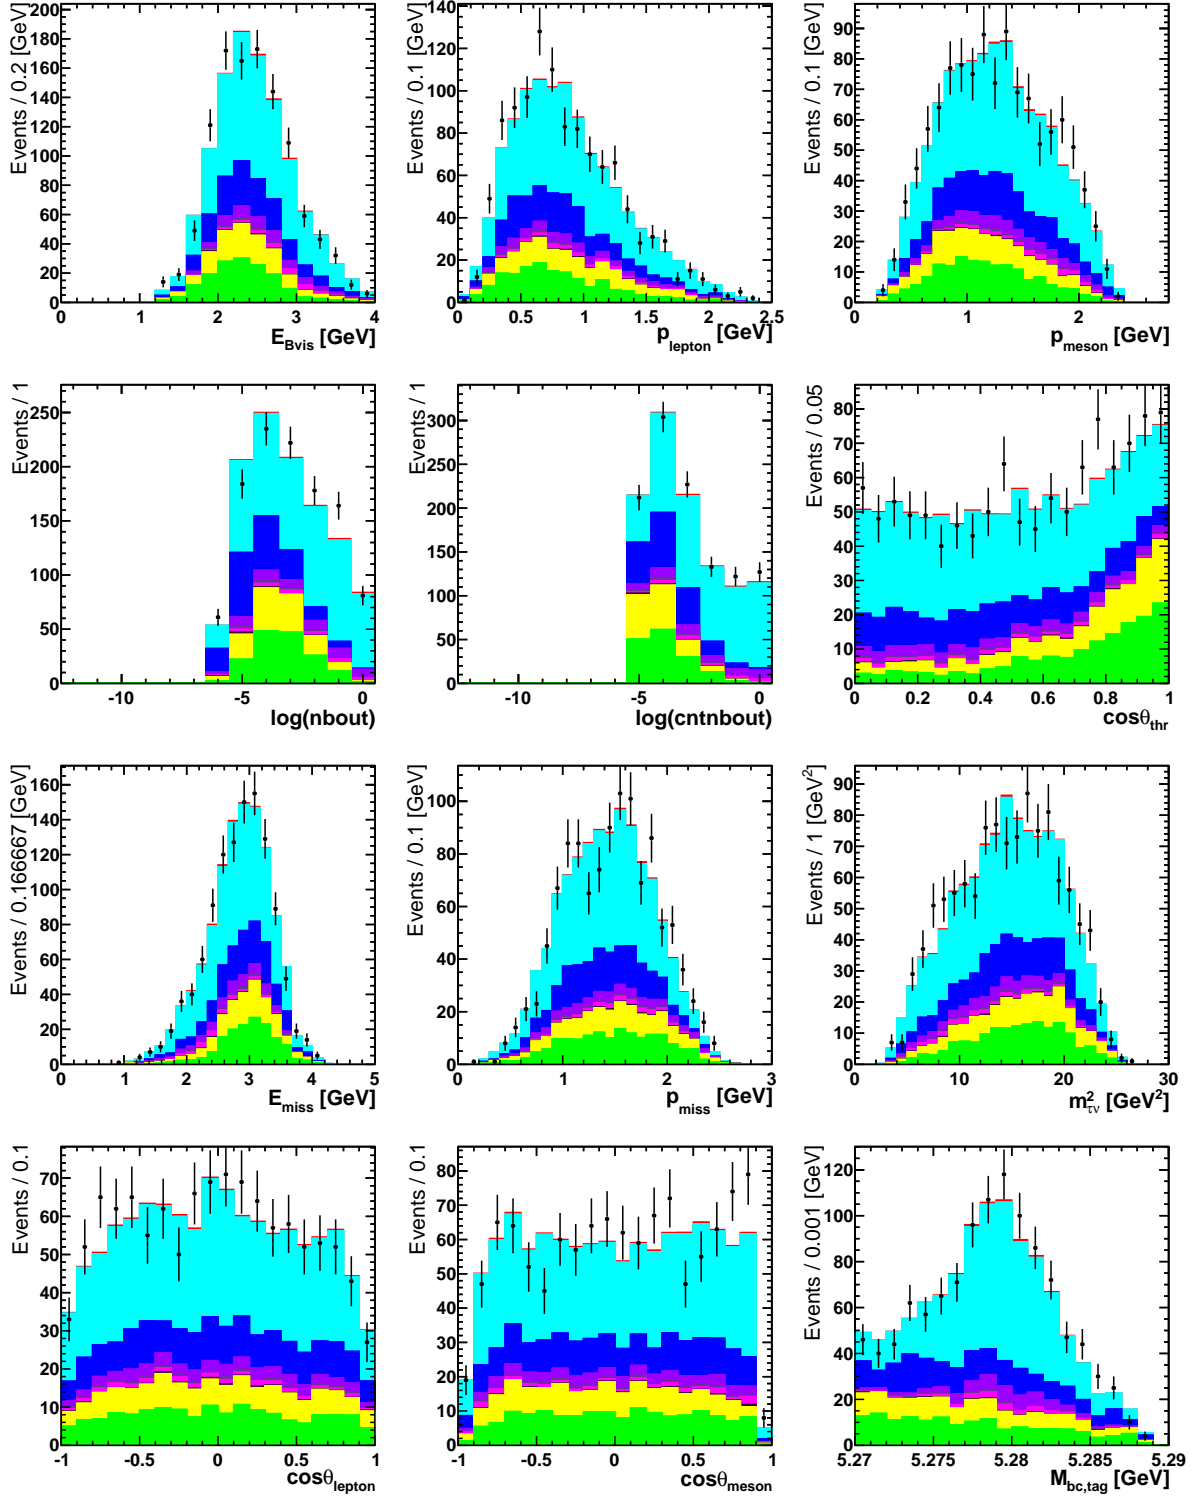 Events / 0.2 [GeV]
0 20 40 60 80 100 120 140 160 180 200
0 1 2 3 4
E_Bvis [GeV]
Events / 0.1 [GeV]
0 20 40 60 80 100 120 140
0 0.5 1 1.5 2 2.5
p_lepton [GeV]
Events / 0.1 [GeV]
0 10 20 30 40 50 60 70 80 90
0 1 2
p_meson [GeV]
Events / 1
0 50 100 150 200 250
-10 -5 0
log(nbout)
Events / 1
0 50 100 150 200 250 300
-10 -5 0
log(cntnbout)
Events / 0.05
0 10 20 30 40 50 60 70 80
0 0.2 0.4 0.6 0.8 1
cosθ_thr
Events / 0.166667 [GeV]
0 20 40 60 80 100 120 140 160
0 1 2 3 4 5
E_miss [GeV]
Events / 0.1 [GeV]
0 20 40 60 80 100
0 1 2 3
p_miss [GeV]
Events / 1 [GeV²]
0 10 20 30 40 50 60 70 80 90
0 10 20 30
m²_τν [GeV²]
Events / 0.1
0 10 20 30 40 50 60 70
-1 -0.5 0 0.5 1
cosθ_lepton
Events / 0.1
0 10 20 30 40 50 60 70 80
-1 -0.5 0 0.5 1
cosθ_meson
Events / 0.001 [GeV]
0 20 40 60 80 100 120
5.27 5.275 5.28 5.285 5.29
M_bc,tag [GeV]